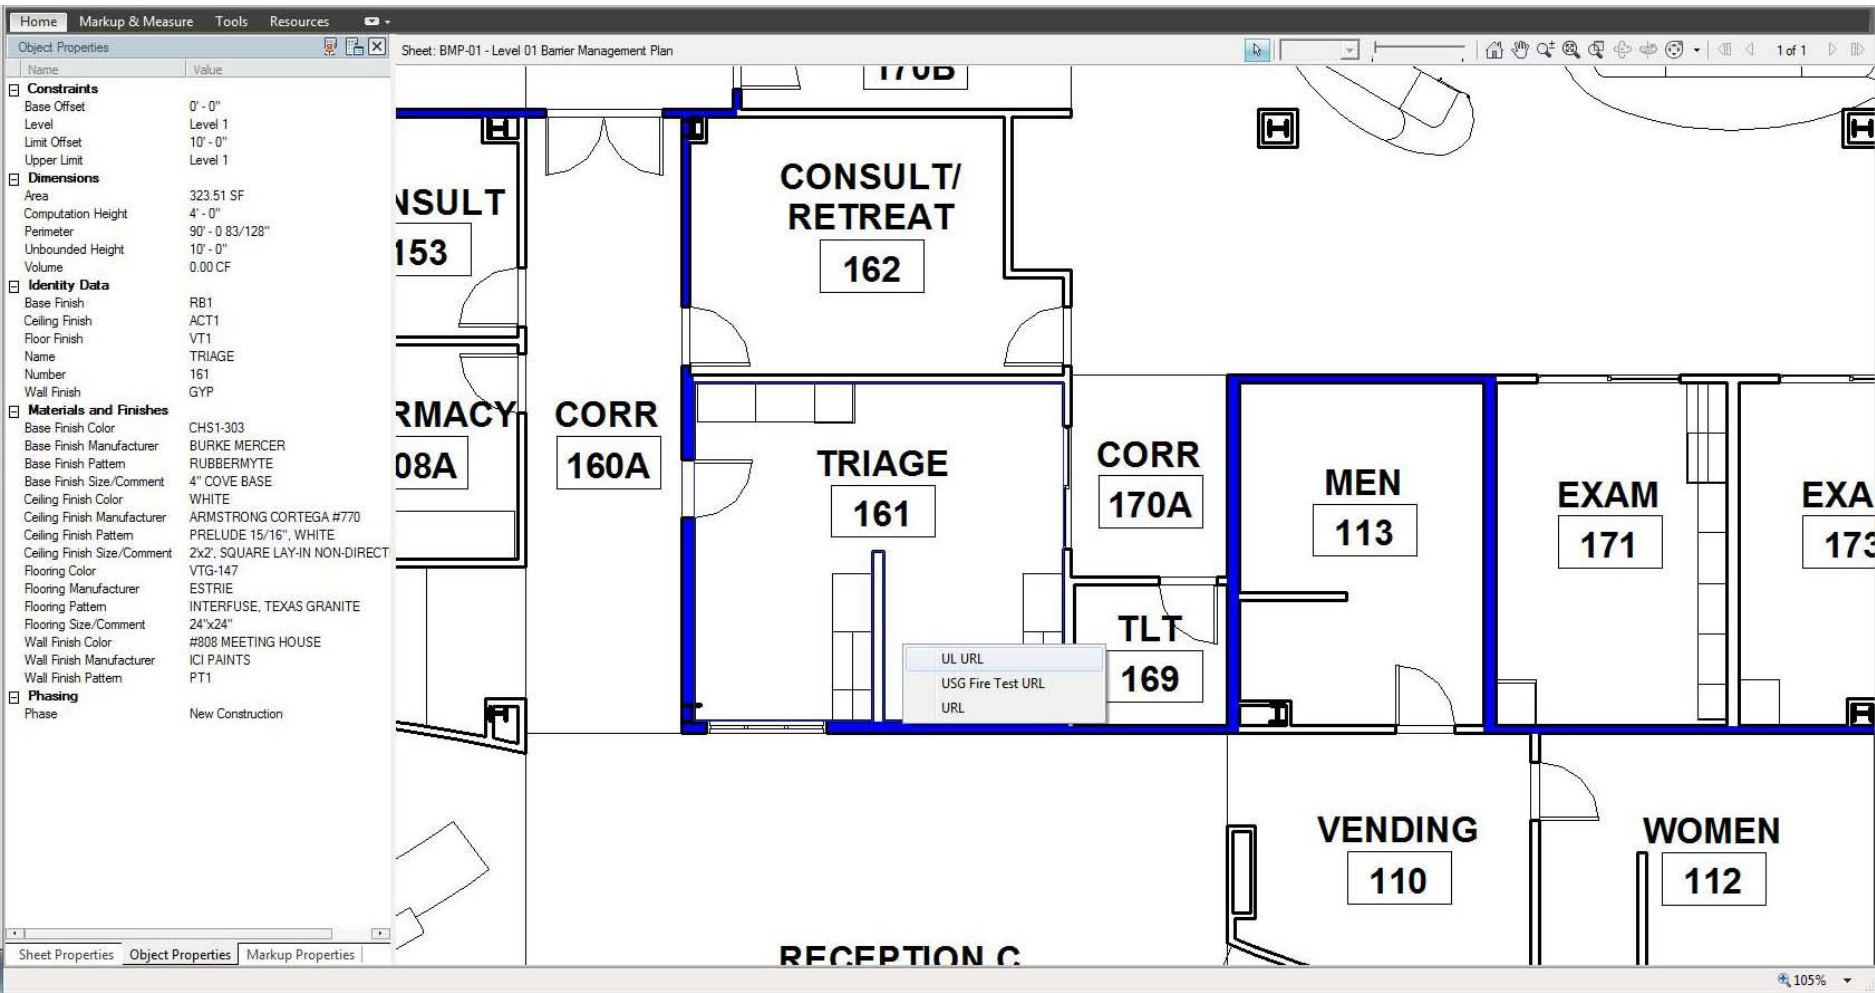 Home Markup & Measure Tools Resources
Object Properties
Sheet: BMP-01 - Level 01 Barrier Management Plan
1 of 1
Name Value
Constraints
Base Offset 0' - 0"
Level Level 1
Limit Offset 10' - 0"
Upper Limit Level 1
Dimensions
Area 323.51 SF
Computation Height 4' - 0"
Perimeter 90' - 0 83/128"
Unbounded Height 10' - 0"
Volume 0.00 CF
Identity Data
Base Finish RB1
Ceiling Finish ACT1
Floor Finish VT1
Name TRIAGE
Number 161
Wall Finish GYP
Materials and Finishes
Base Finish Color CHS1-303
Base Finish Manufacturer BURKE MERCER
Base Finish Pattern RUBBERMYTE
Base Finish Size/Comment 4" COVE BASE
Ceiling Finish Color WHITE
Ceiling Finish Manufacturer ARMSTRONG CORTEGA #770
Ceiling Finish Pattern PRELUDE 15/16", WHITE
Ceiling Finish Size/Comment 2'x2', SQUARE LAY-IN NON-DIRECT
Flooring Color VTG-147
Flooring Manufacturer ESTRIE
Flooring Pattern INTERFUSE, TEXAS GRANITE
Flooring Size/Comment 24"x24"
Wall Finish Color #808 MEETING HOUSE
Wall Finish Manufacturer ICI PAINTS
Wall Finish Pattern PT1
Phasing
Phase New Construction
Sheet Properties Object Properties Markup Properties
170B
NSULT
153
CONSULT/
RETREAT
162
RMACY
08A
CORR
160A
TRIAGE
161
CORR
170A
MEN
113
EXAM
171
EXA
173
TLT
169
UL URL
USG Fire Test URL
URL
VENDING
110
WOMEN
112
RECEPTION C
105%